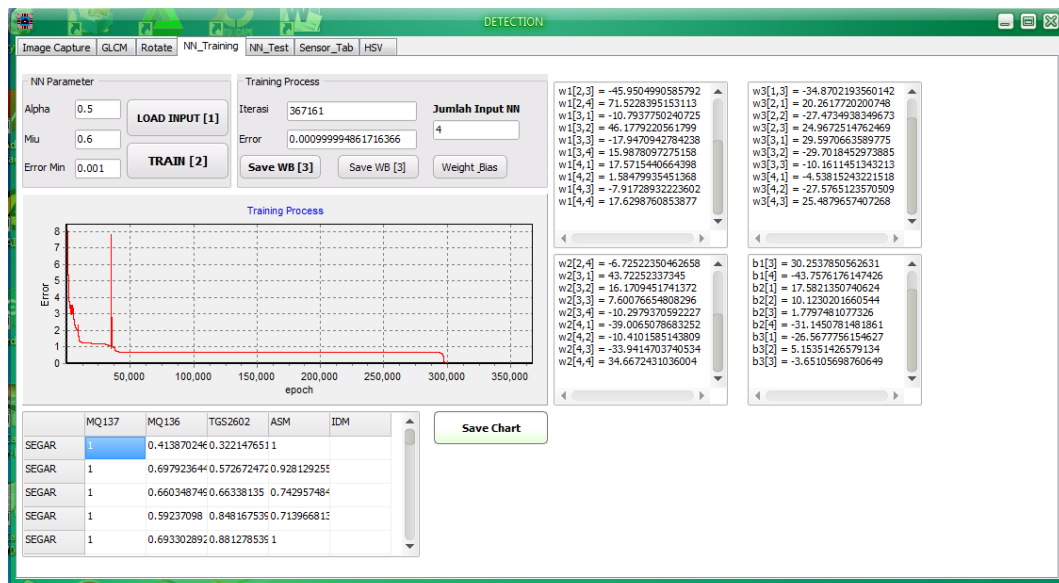 DETECTION
Image Capture GLCM Rotate NN_Training NN_Test Sensor_Tab HSV
NN Parameter
Alpha 0.5
Miu 0.6
Error Min 0.001
LOAD INPUT [1]
TRAIN [2]
Training Process
Iterasi 367161
Error 0.000999994861716366
Save WB [3] Save WB [3]
Jumlah Input NN
4
Weight_Bias
Training Process
Error
8
7
6
5
4
3
2
1
0
50,000 100,000 150,000 200,000 250,000 300,000 350,000
epoch
w1[2,3] = -45.9504990585792
w1[2,4] = 71.5228395153113
w1[3,1] = -10.7937750240725
w1[3,2] = 46.1779220561799
w1[3,3] = -17.9470942784238
w1[3,4] = 15.9878097275158
w1[4,1] = 17.5715440664398
w1[4,2] = 1.58479935451368
w1[4,3] = -7.91728932223602
w1[4,4] = 17.6298760853877
w3[1,3] = -34.8702193560142
w3[2,1] = 20.2617720200748
w3[2,2] = -27.4734938349673
w3[2,3] = 24.9672514762469
w3[3,1] = 29.5970663589775
w3[3,2] = -29.7018452973885
w3[3,3] = -10.1611451343213
w3[4,1] = -4.53815243221518
w3[4,2] = -27.5765123570509
w3[4,3] = 25.4879657407268
w2[2,4] = -6.72522350462658
w2[3,1] = 43.72252337345
w2[3,2] = 16.1709451741372
w2[3,3] = 7.60076654808296
w2[3,4] = -10.2979370592227
w2[4,1] = -39.0065078683252
w2[4,2] = -10.4101585143809
w2[4,3] = -33.9414703740534
w2[4,4] = 34.6672431036004
b1[3] = 30.2537850562631
b1[4] = -43.7576176147426
b2[1] = 17.5821350740624
b2[2] = 10.1230201660544
b2[3] = 1.7797481077326
b2[4] = -31.1450781481861
b3[1] = -26.5677756154627
b3[2] = 5.15351426579134
b3[3] = -3.65105698760649
MQ137 MQ136 TGS2602 ASM IDM
SEGAR 1 0.413870246 0.322147651 1
SEGAR 1 0.697923644 0.572672472 0.928129255
SEGAR 1 0.660348749 0.66338135 0.742957484
SEGAR 1 0.59237098 0.848167539 0.713966813
SEGAR 1 0.693302892 0.881278539 1
Save Chart